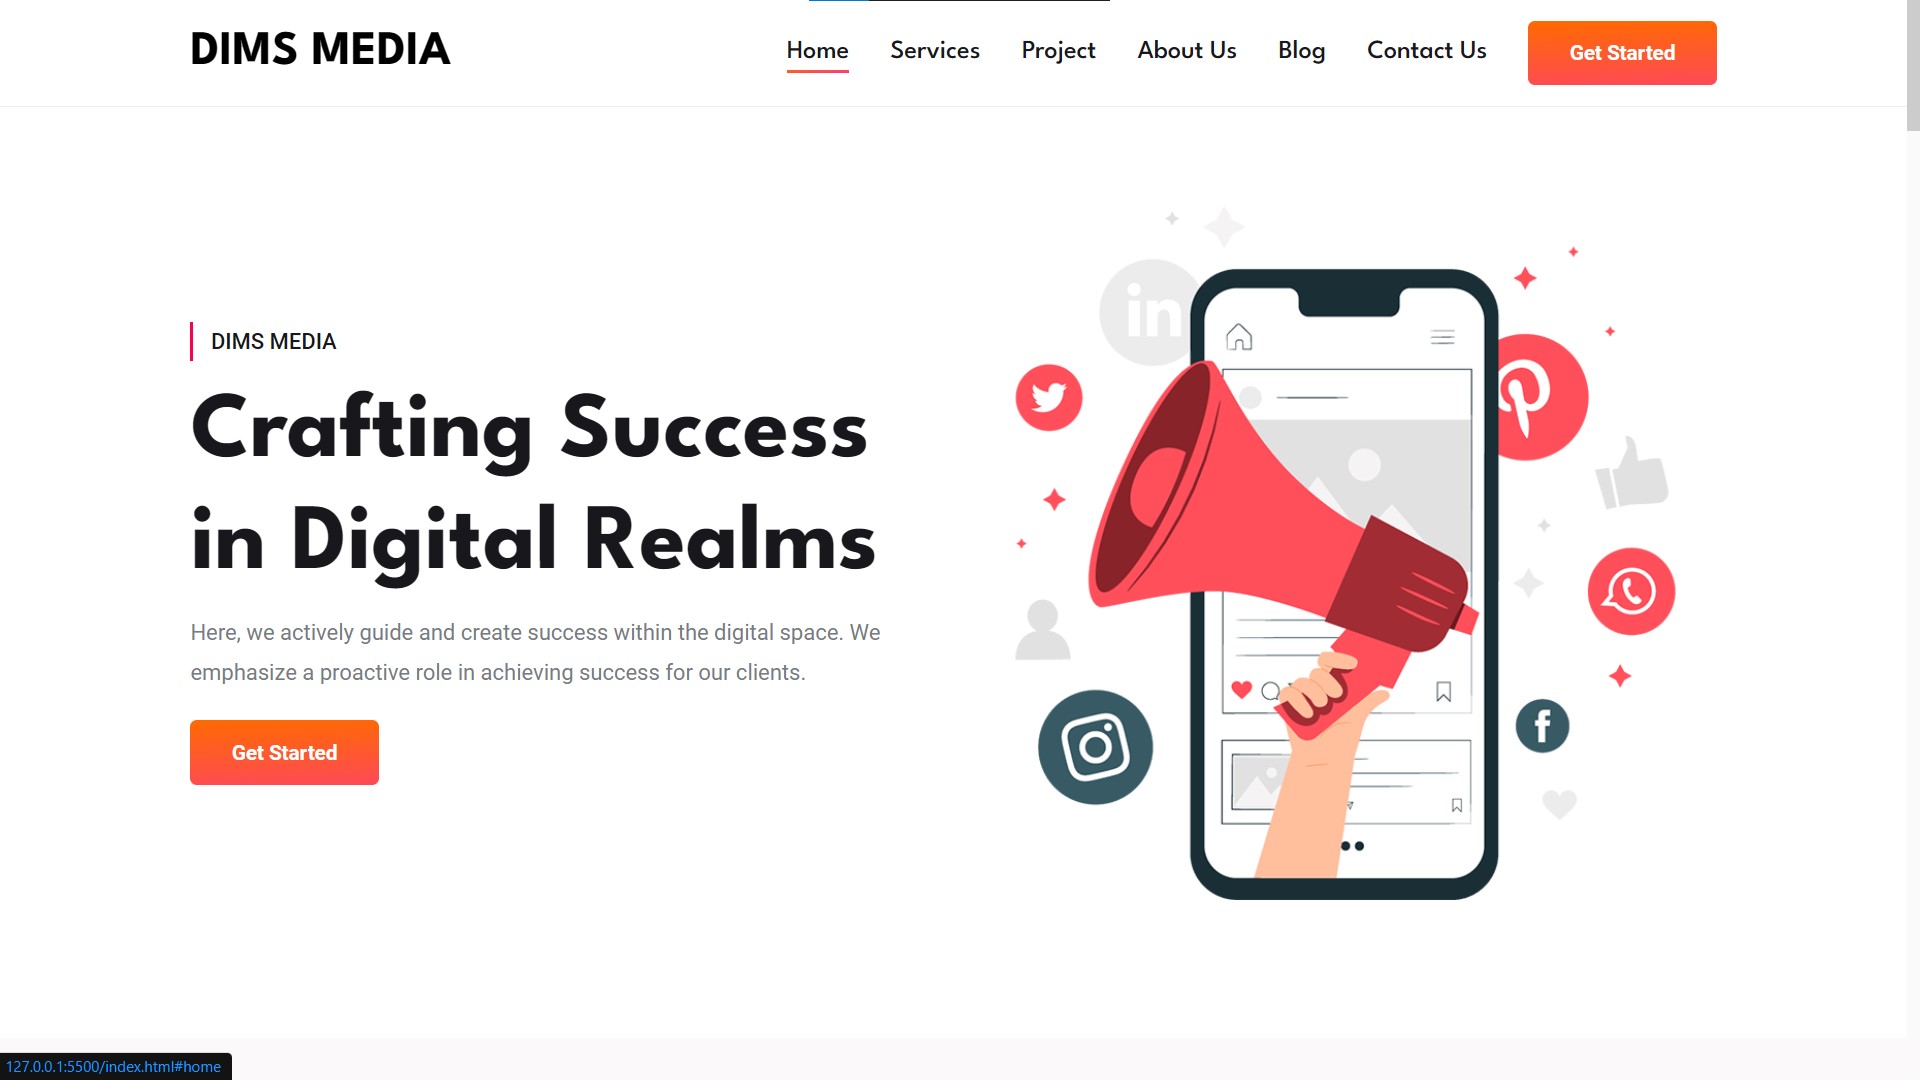 DIMS MEDIA
Home Services Project About Us Blog Contact Us Get Started
DIMS MEDIA
Crafting Success
in Digital Realms
Here, we actively guide and create success within the digital space. We
emphasize a proactive role in achieving success for our clients.
Get Started
in
f
127.0.0.1:5500/index.html#home